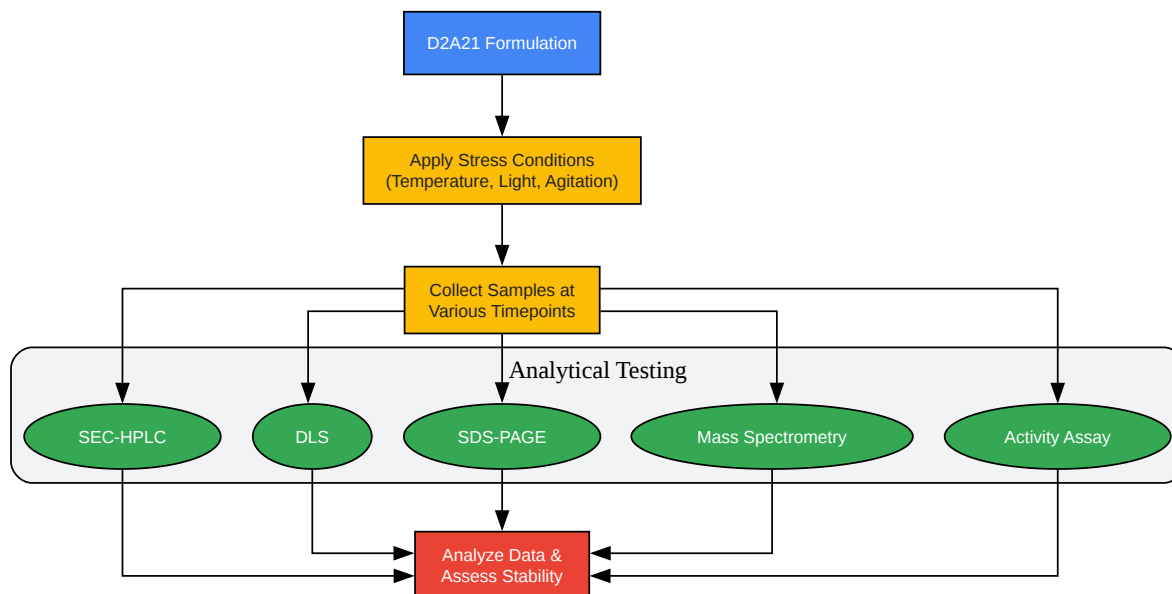 D2A21 Formulation
Apply Stress Conditions
(Temperature, Light, Agitation)
Collect Samples at
Various Timepoints
Analytical Testing
SEC-HPLC
DLS
SDS-PAGE
Mass Spectrometry
Activity Assay
Analyze Data &
Assess Stability